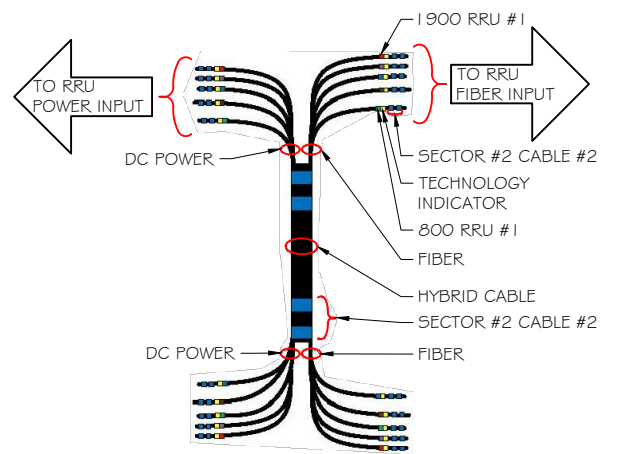 1900 RRU #1
TO RRU
POWER INPUT
TO RRU
FIBER INPUT
DC POWER
SECTOR #2 CABLE #2
TECHNOLOGY
INDICATOR
800 RRU #1
FIBER
HYBRID CABLE
SECTOR #2 CABLE #2
DC POWER
FIBER